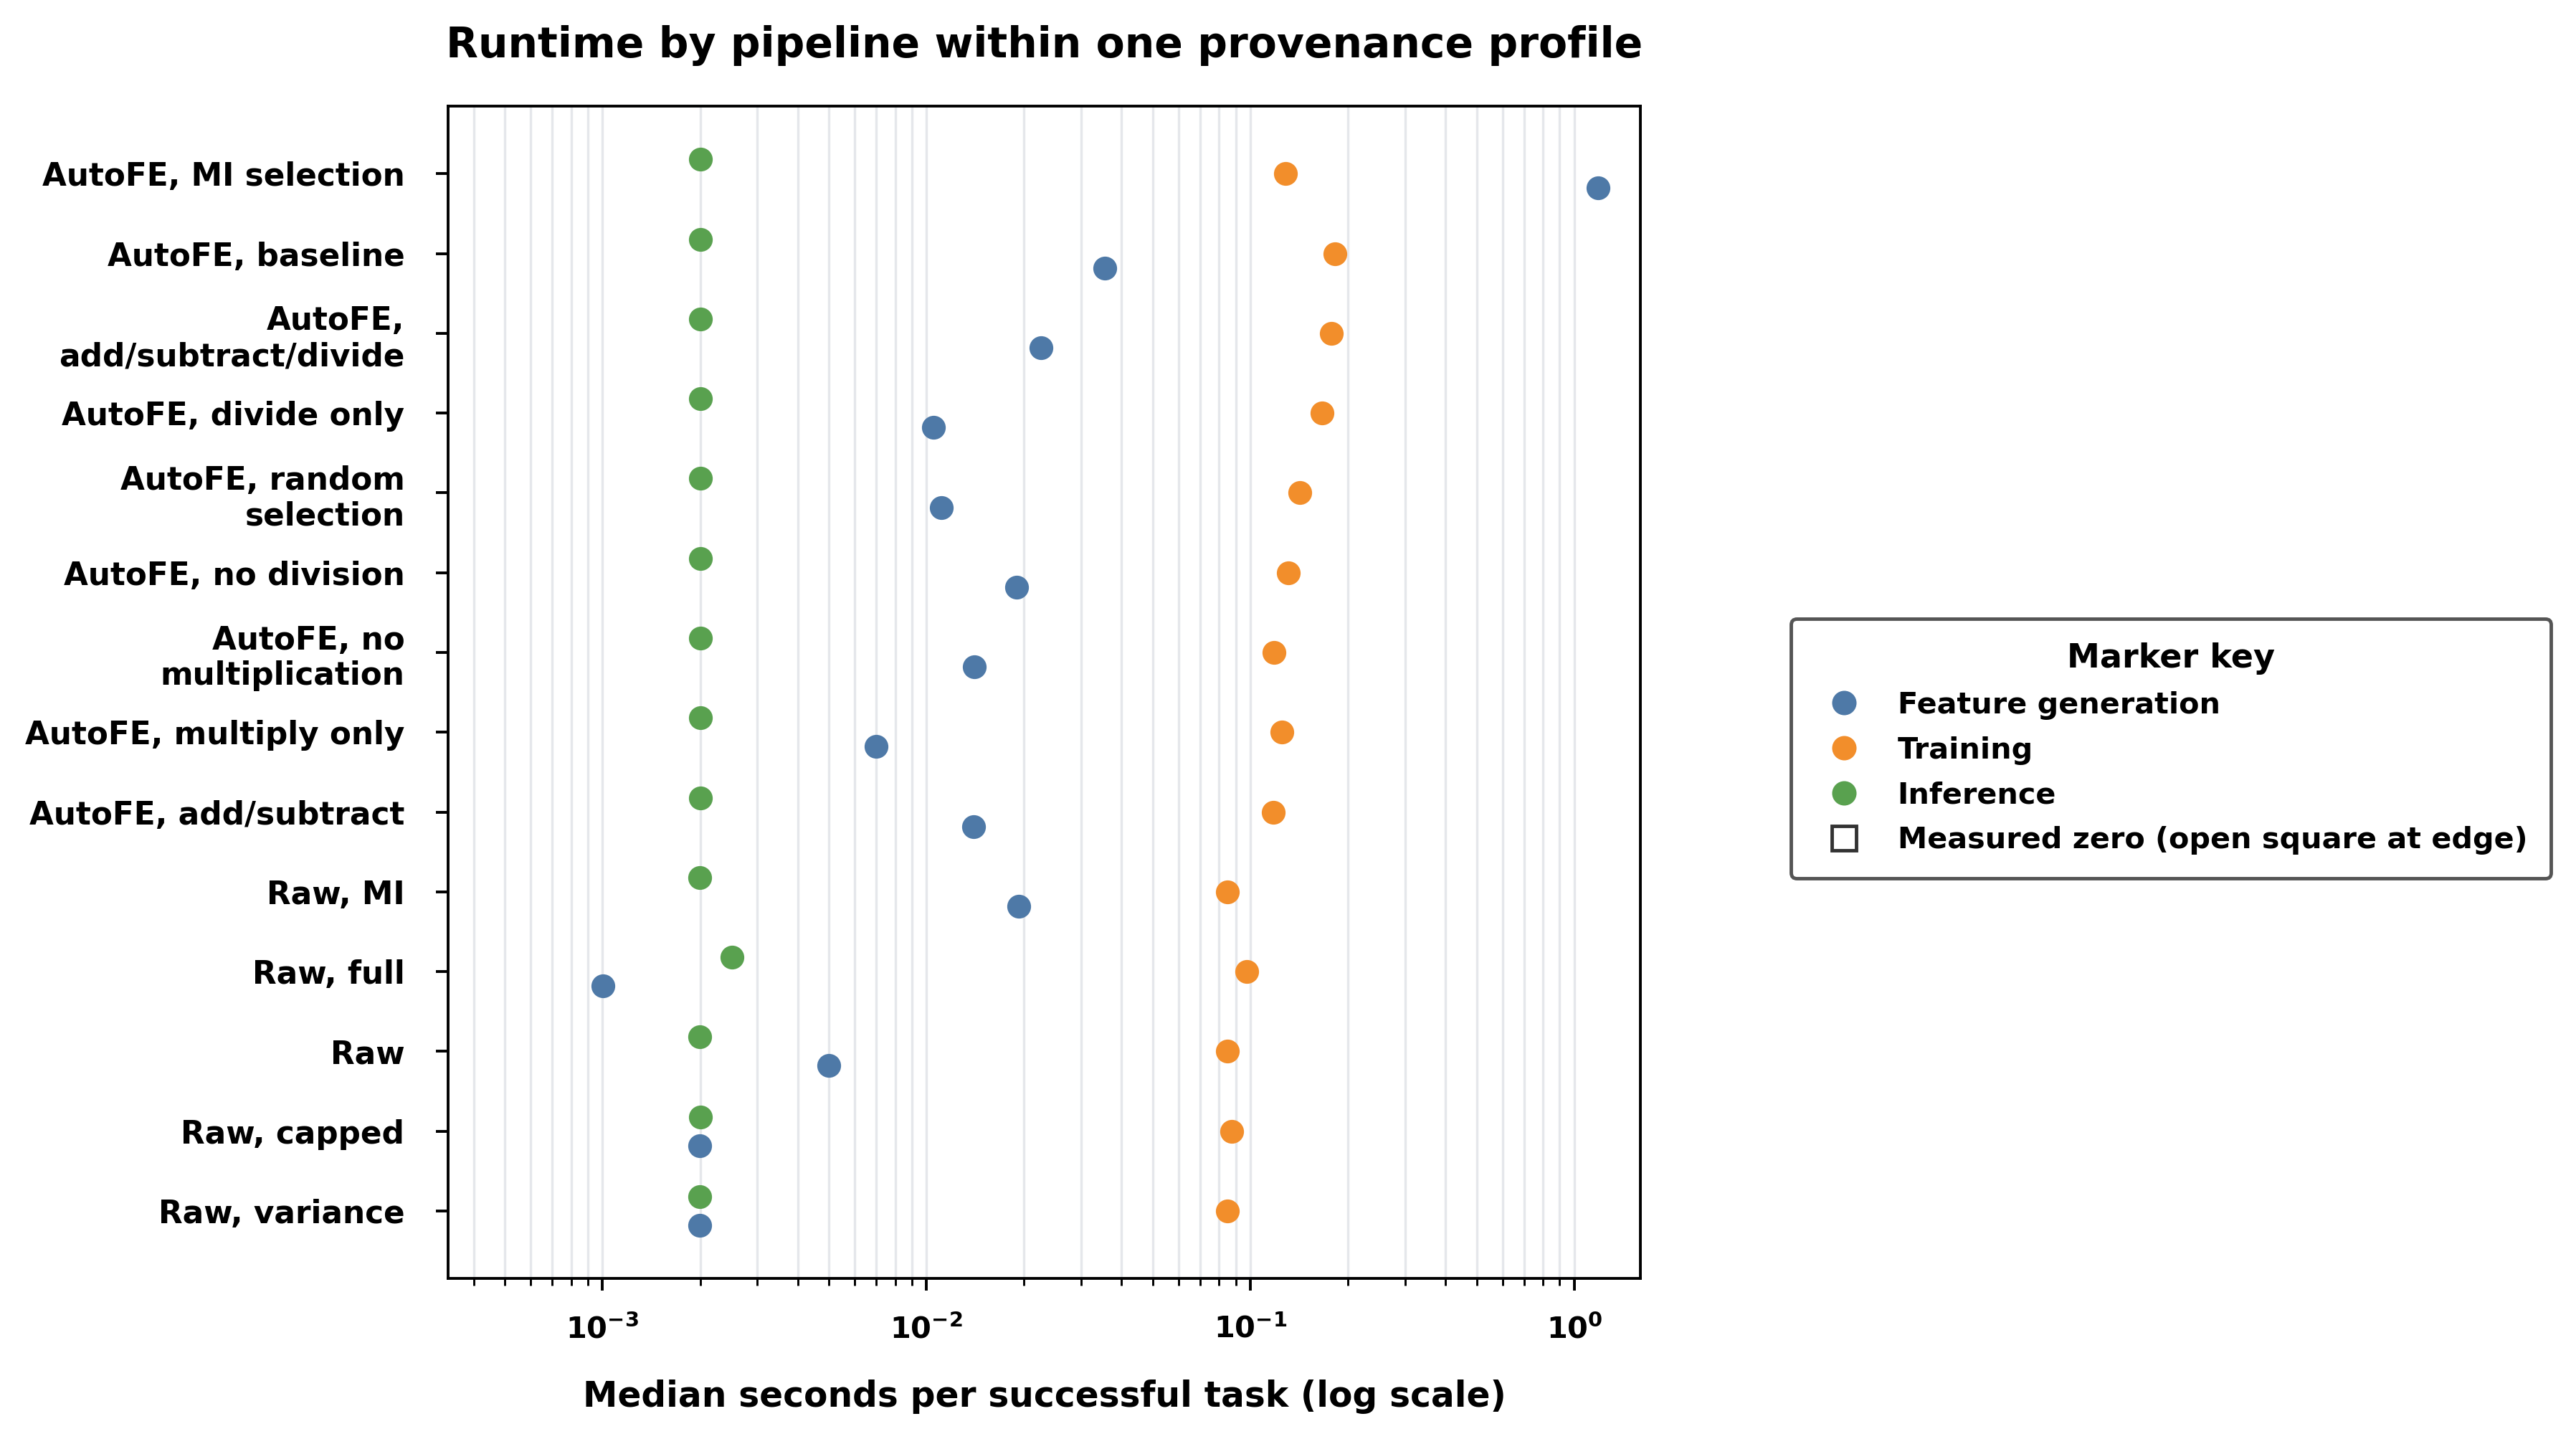 Runtime by pipeline within one provenance profile
AutoFE, MI selection
AutoFE, baseline
AutoFE,
add/subtract/divide
AutoFE, divide only
AutoFE, random
selection
AutoFE, no division
AutoFE, no
multiplication
AutoFE, multiply only
AutoFE, add/subtract
Raw, MI
Raw, full
Raw
Raw, capped
Raw, variance
Marker key
Feature generation
Training
Inference
Measured zero (open square at edge)
10⁻³ 10⁻² 10⁻¹ 10⁰
Median seconds per successful task (log scale)